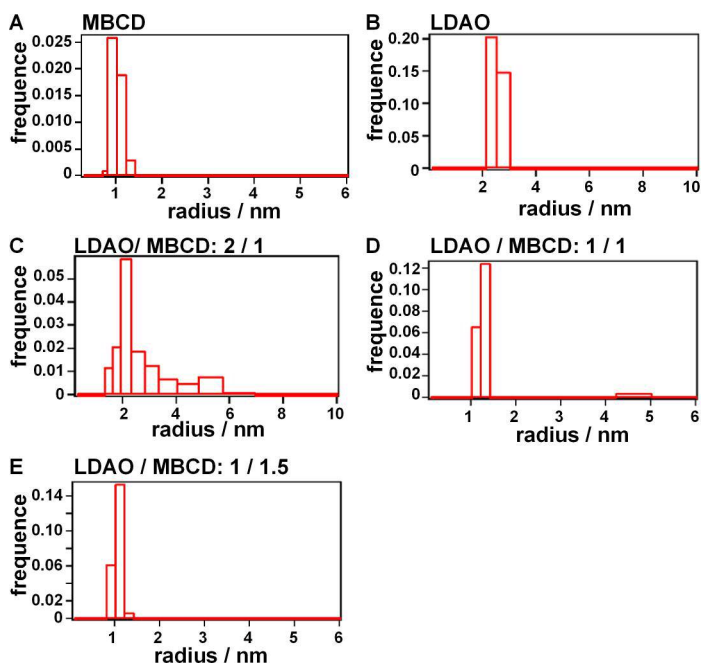 A MBCD
frequence
0.025
0.020
0.015
0.010
0.005
0
1 2 3 4 5 6
radius / nm
B LDAO
frequence
0.20
0.15
0.10
0.05
0
2 4 6 8 10
radius / nm
C LDAO/ MBCD: 2 / 1
frequence
0.05
0.04
0.03
0.02
0.01
0
2 4 6 8 10
radius / nm
D LDAO / MBCD: 1 / 1
frequence
0.12
0.10
0.08
0.06
0.04
0.02
0
1 2 3 4 5 6
radius / nm
E LDAO / MBCD: 1 / 1.5
frequence
0.14
0.10
0.06
0.02
0
1 2 3 4 5 6
radius / nm